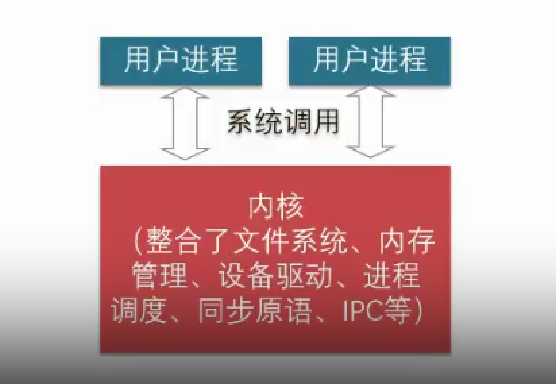 用户进程 用户进程
系统调用
内核
（整合了文件系统、内存
管理、设备驱动、进程
调度、同步原语、IPC等）